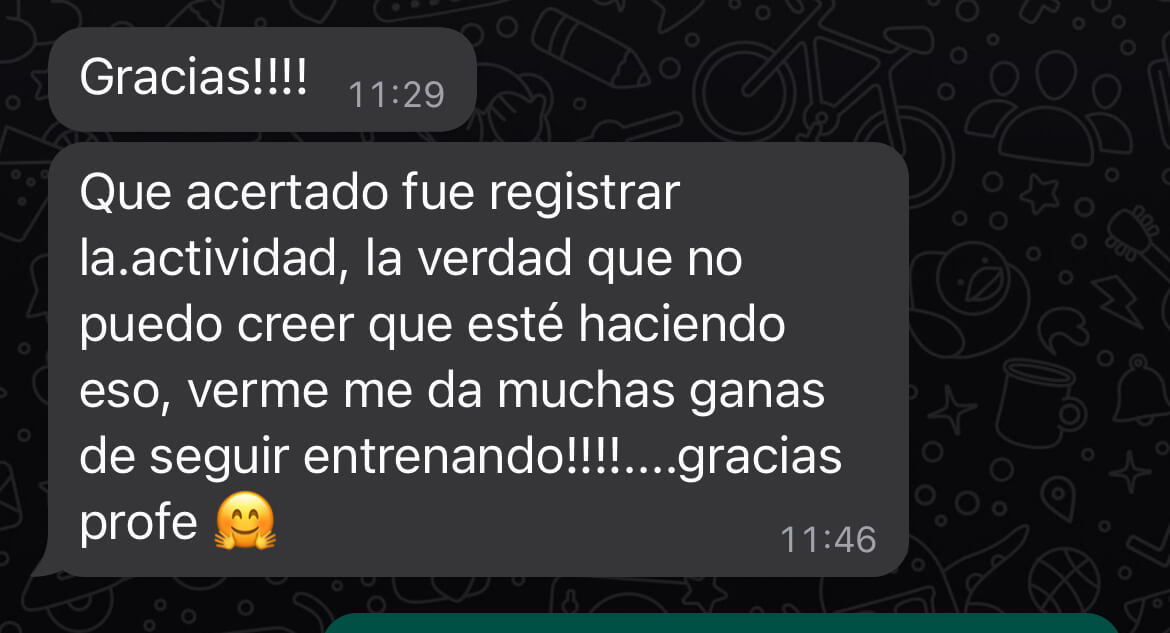 Gracias!!!! 11:29
Que acertado fue registrar
la.actividad, la verdad que no
puedo creer que esté haciendo
eso, verme me da muchas ganas
de seguir entrenando!!!!....gracias
profe 🤗 11:46